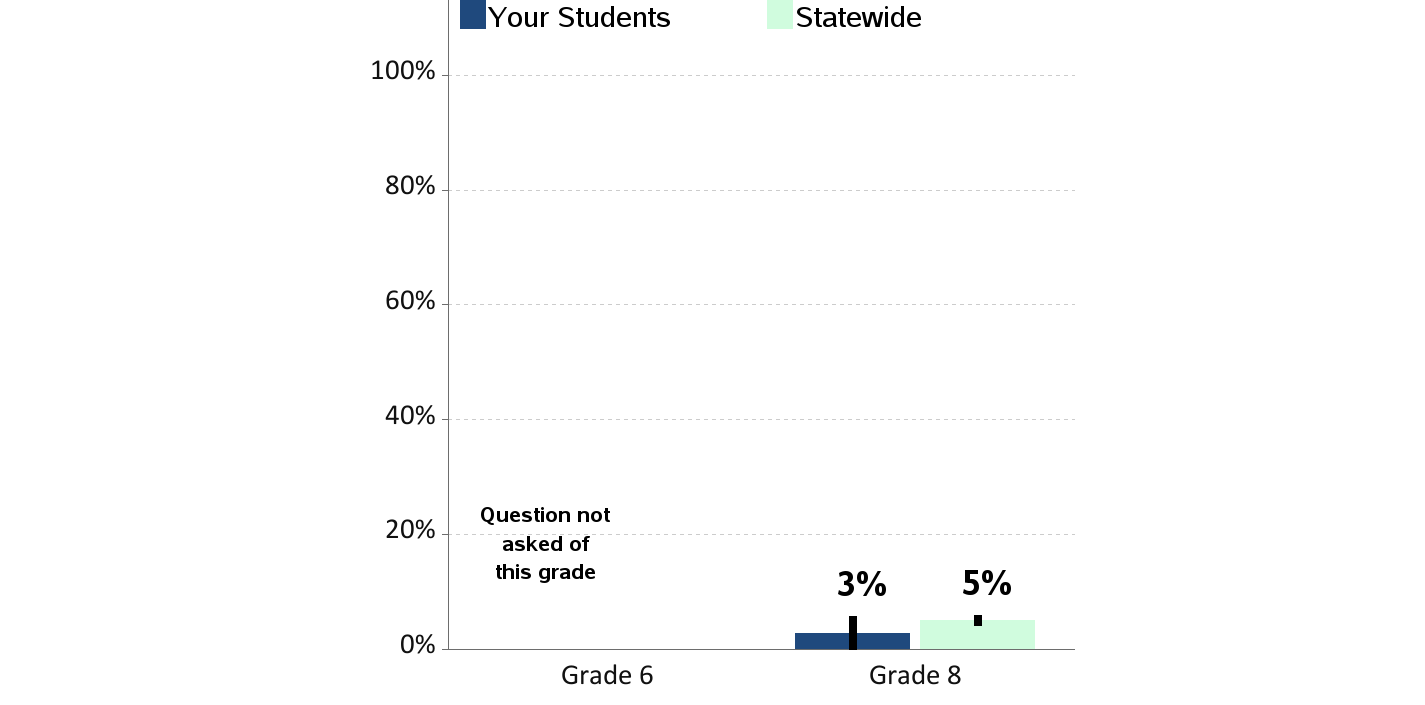 Your Students Statewide
100%
80%
60%
40%
20%
0%
Question not
asked of
this grade
3% 5%
Grade 6 Grade 8